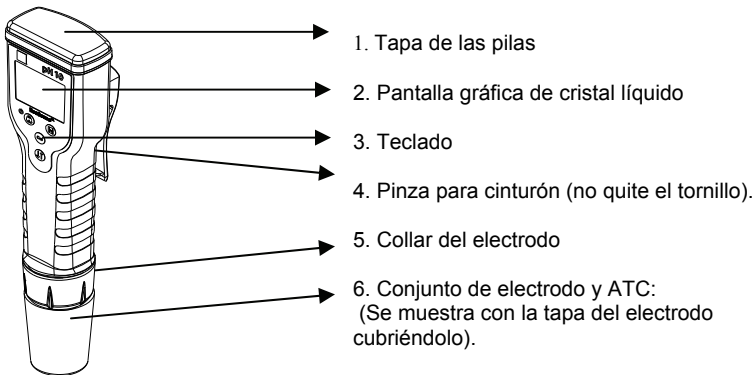 1. Tapa de las pilas
pH 10
2. Pantalla gráfica de cristal líquido
3. Teclado
4. Pinza para cinturón (no quite el tornillo).
5. Collar del electrodo
6. Conjunto de electrodo y ATC:
(Se muestra con la tapa del electrodo
cubriéndolo).